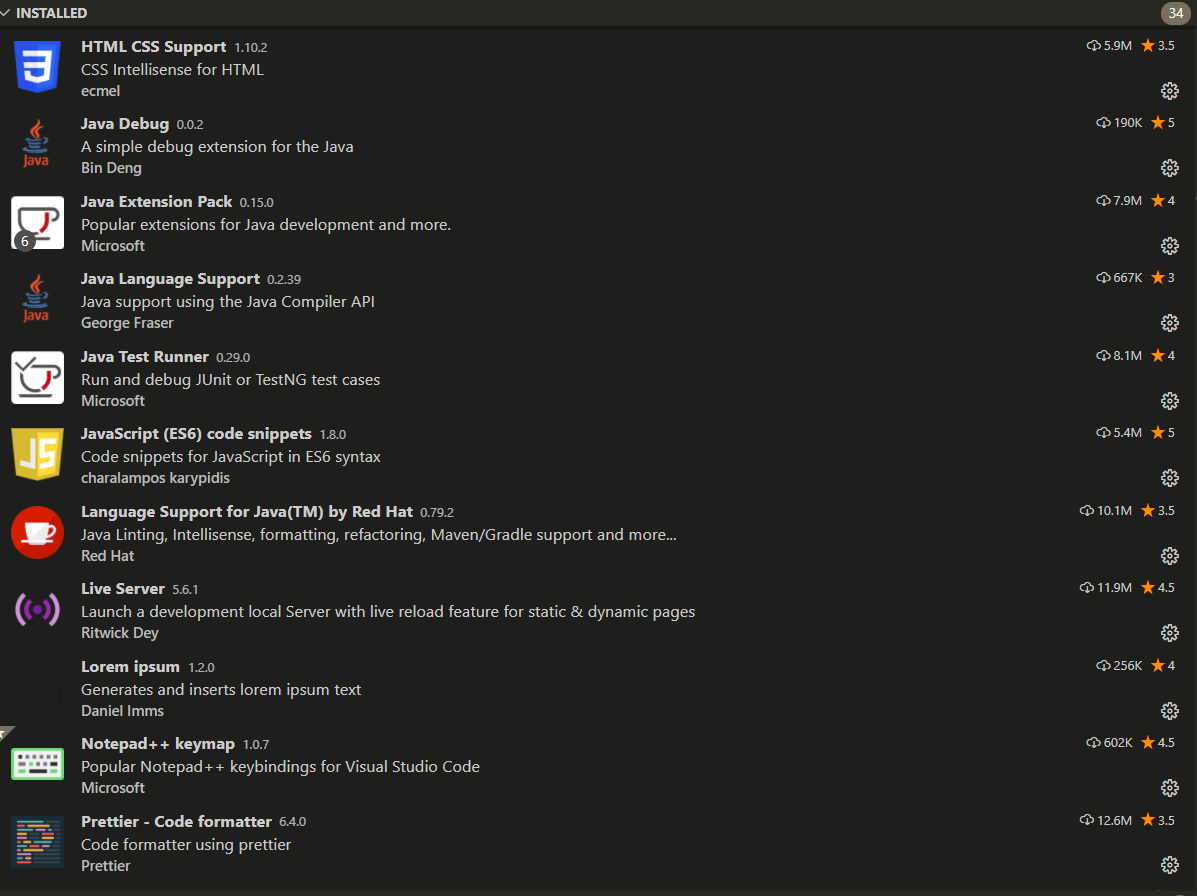 INSTALLED 34
HTML CSS Support 1.10.2 5.9M 3.5
CSS Intellisense for HTML
ecmel
Java Debug 0.0.2 190K 5
A simple debug extension for the Java
Bin Deng
Java
Java Extension Pack 0.15.0 7.9M 4
Popular extensions for Java development and more.
6
Microsoft
Java Language Support 0.2.39 667K 3
Java support using the Java Compiler API
George Fraser
Java
Java Test Runner 0.29.0 8.1M 4
Run and debug JUnit or TestNG test cases
Microsoft
JavaScript (ES6) code snippets 1.8.0 5.4M 5
JS
Code snippets for JavaScript in ES6 syntax
charalampos karypidis
Language Support for Java(TM) by Red Hat 0.79.2 10.1M 3.5
Java Linting, Intellisense, formatting, refactoring, Maven/Gradle support and more...
Red Hat
Live Server 5.6.1 11.9M 4.5
Launch a development local Server with live reload feature for static & dynamic pages
Ritwick Dey
Lorem ipsum 1.2.0 256K 4
Generates and inserts lorem ipsum text
Daniel Imms
Notepad++ keymap 1.0.7 602K 4.5
Popular Notepad++ keybindings for Visual Studio Code
Microsoft
Prettier - Code formatter 6.4.0 12.6M 3.5
Code formatter using prettier
Prettier